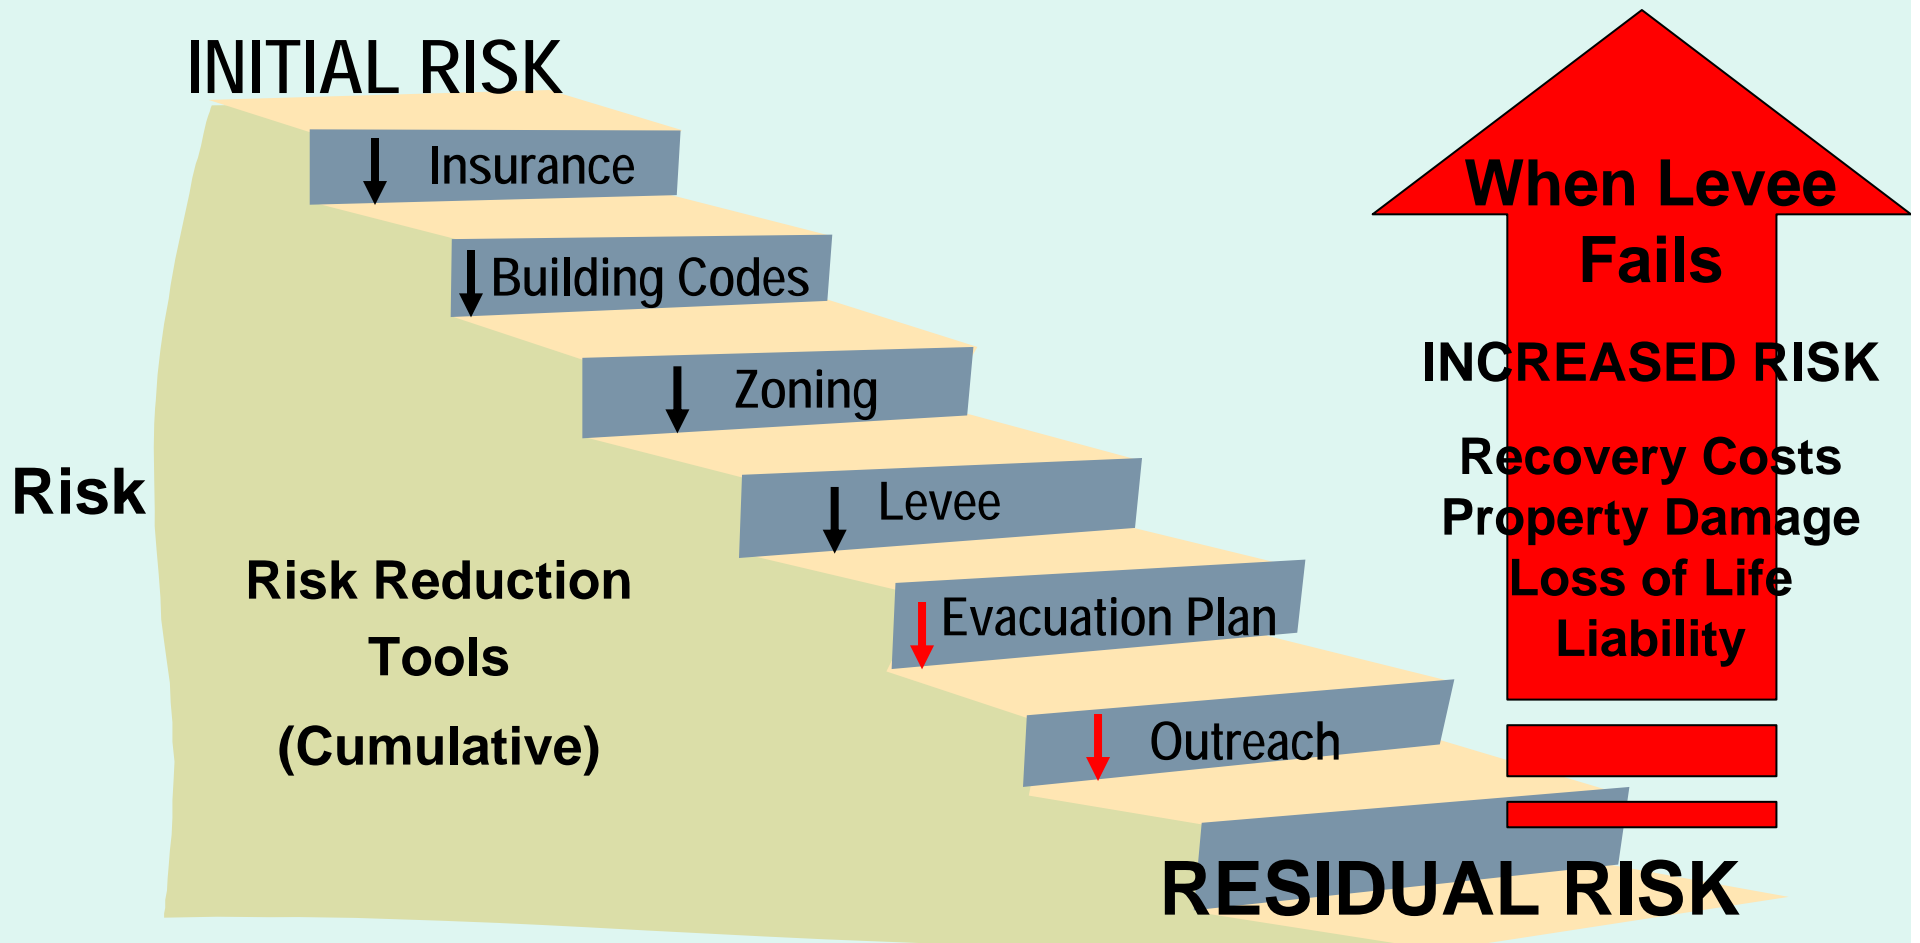 INITIAL RISK
Insurance
Building Codes
Zoning
Levee
Evacuation Plan
Outreach
RESIDUAL RISK
Risk
Risk Reduction
Tools
(Cumulative)
When Levee
Fails
INCREASED RISK
Recovery Costs
Property Damage
Loss of Life
Liability